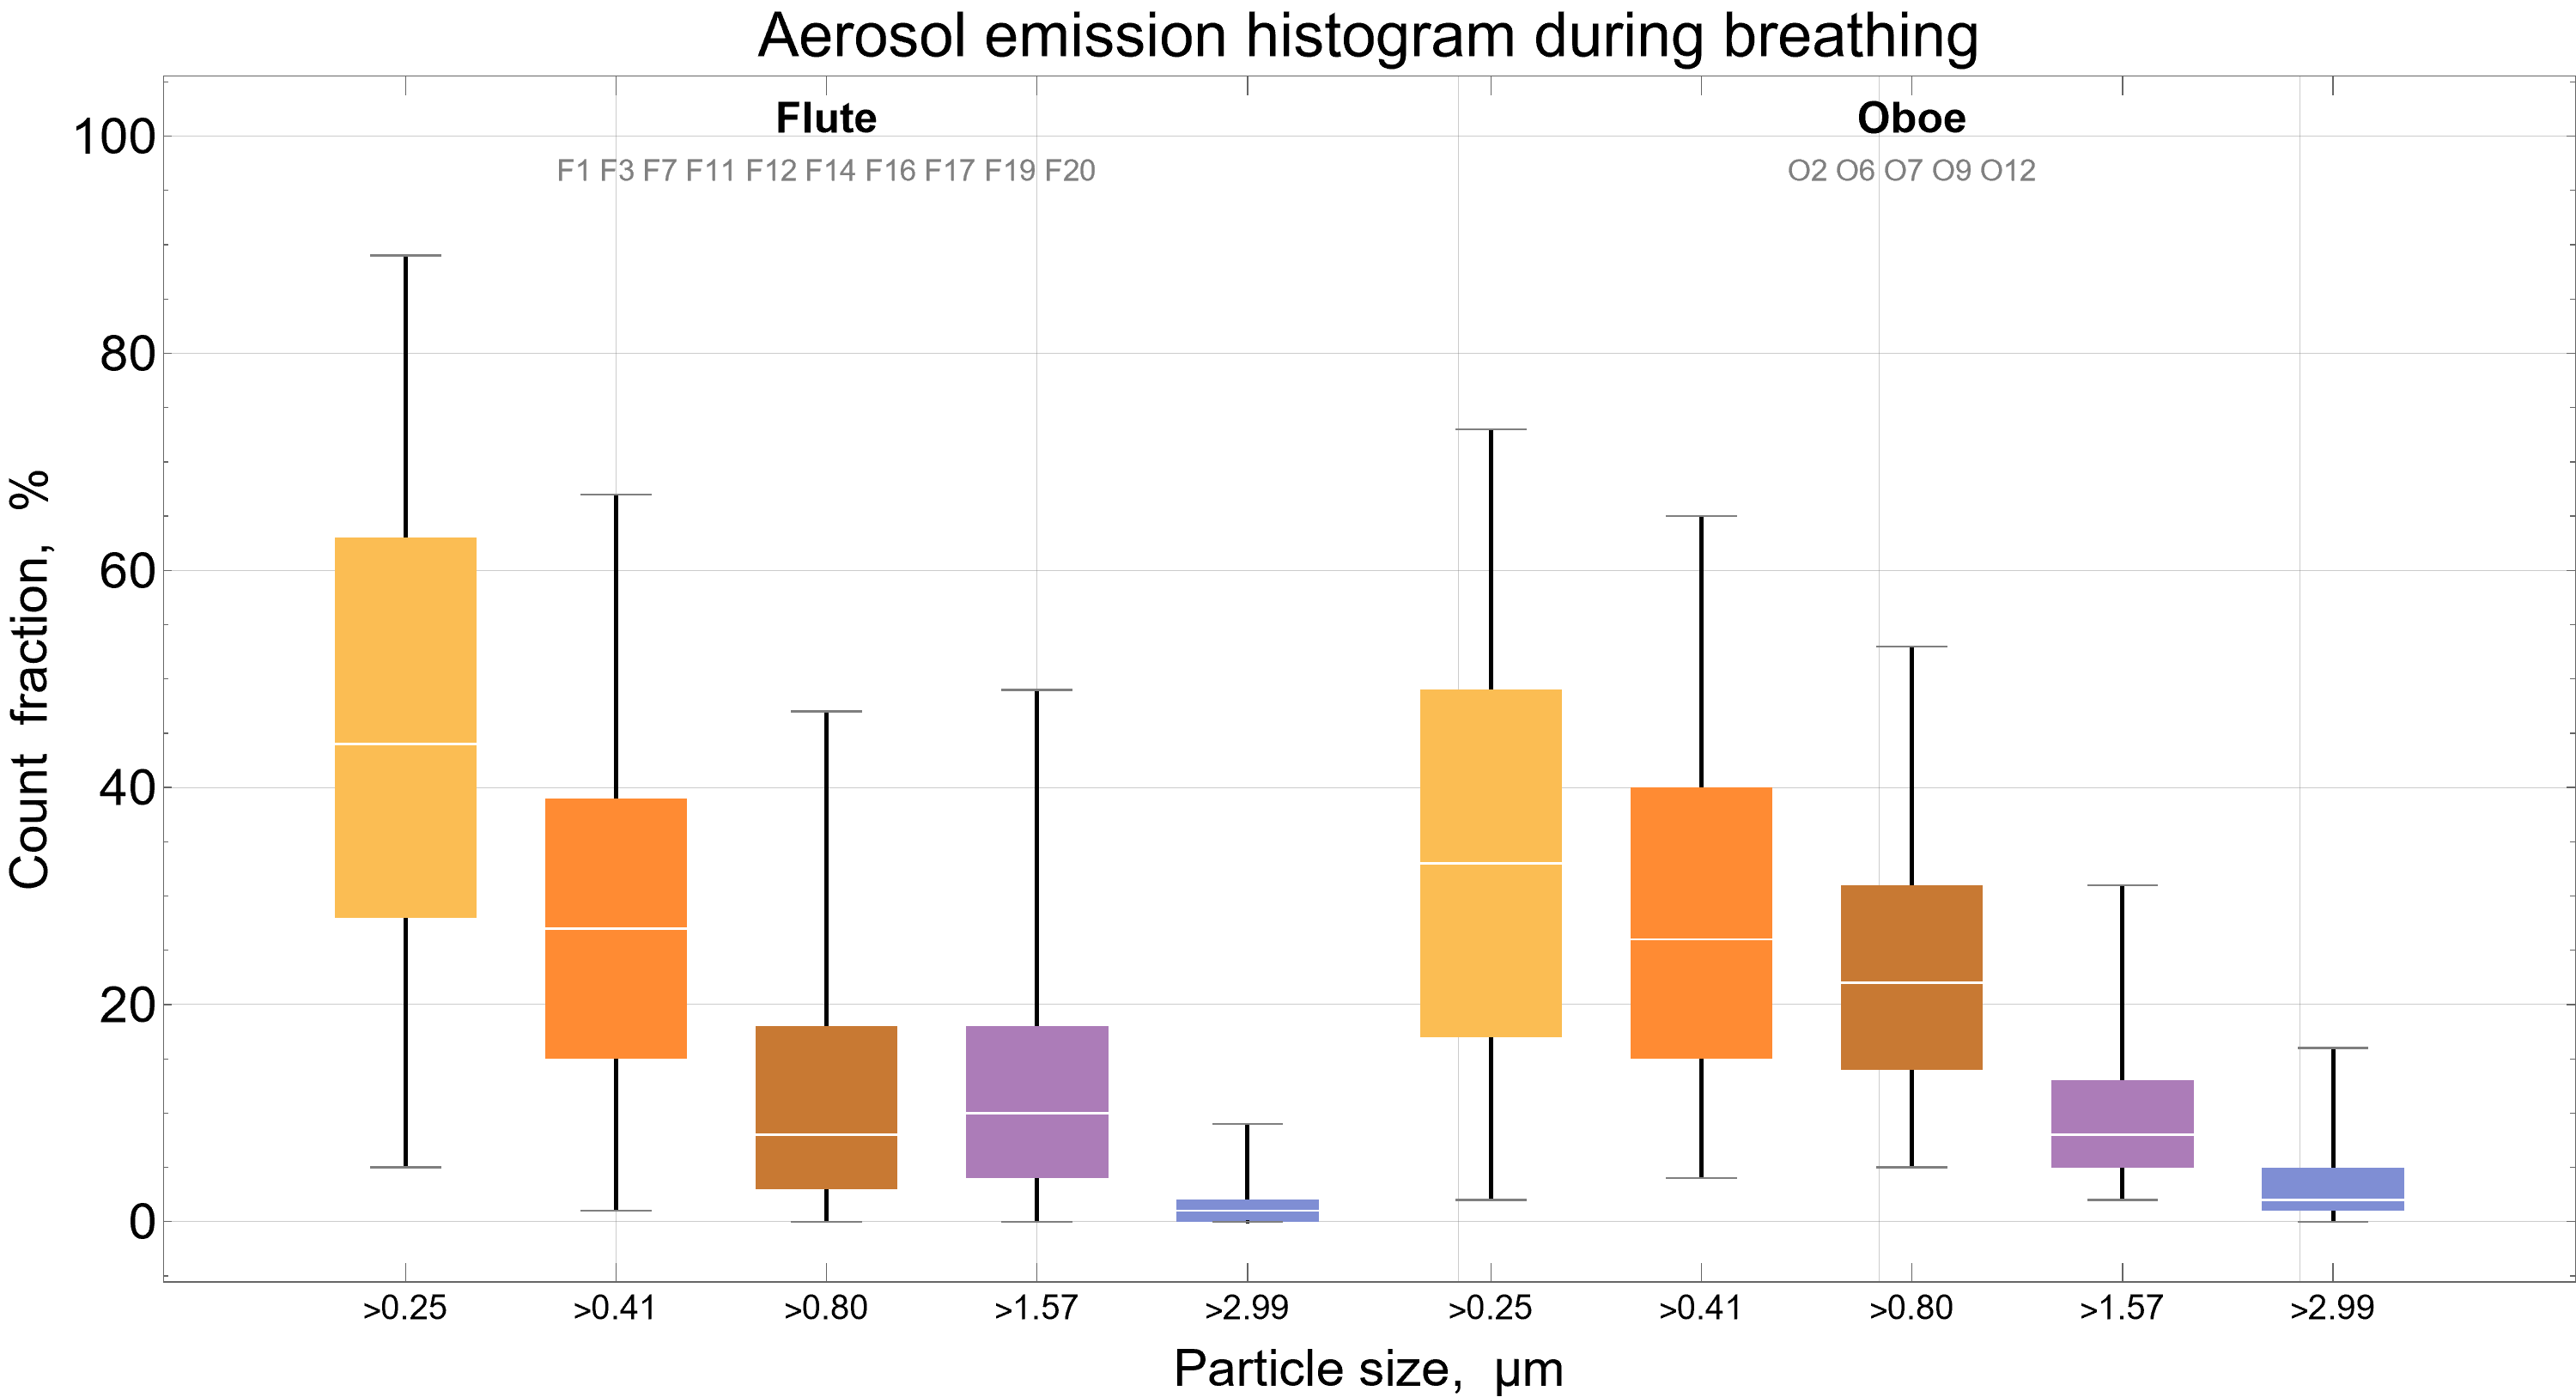 Aerosol emission histogram during breathing
Flute
Oboe
F1 F3 F7 F11 F12 F14 F16 F17 F19 F20
O2 O6 O7 O9 O12
Count fraction, %
100
80
60
40
20
0
>0.25 >0.41 >0.80 >1.57 >2.99 >0.25 >0.41 >0.80 >1.57 >2.99
Particle size, μm